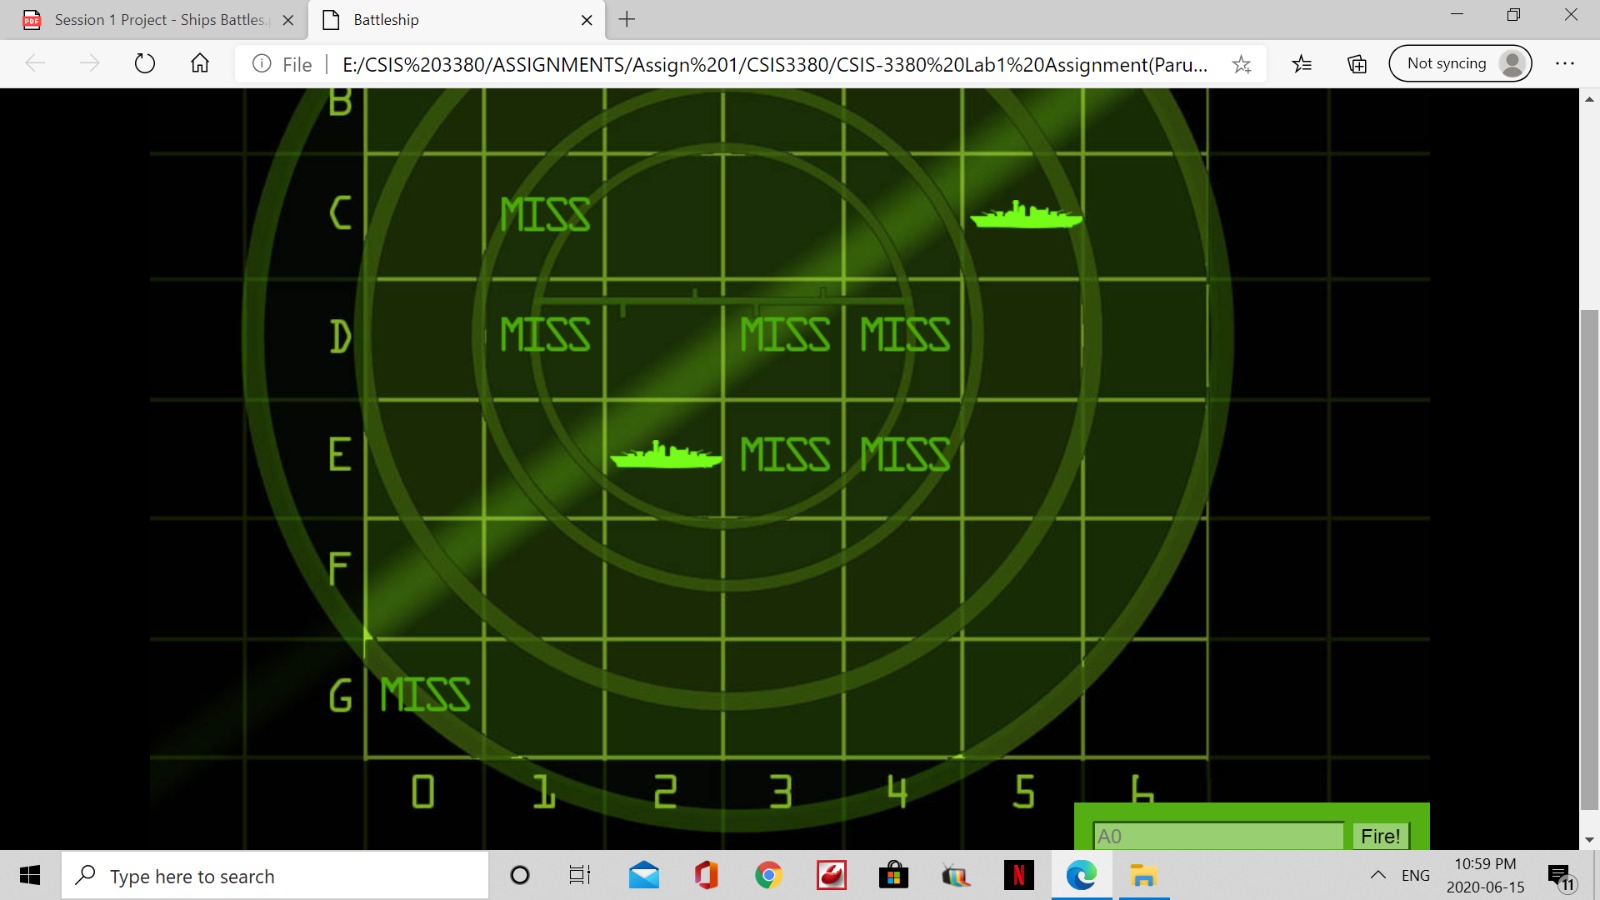 Session 1 Project - Ships Battles.
Battleship
File
E:/CSIS%203380/ASSIGNMENTS/Assign%201/CSIS3380/CSIS-3380%20Lab1%20Assignment(Paru...
Not syncing
B
C MISS
D MISS MISS MISS
E MISS MISS
F
G MISS
0 1 2 3 4 5 6
A0 Fire!
Type here to search
ENG
10:59 PM
2020-06-15
11